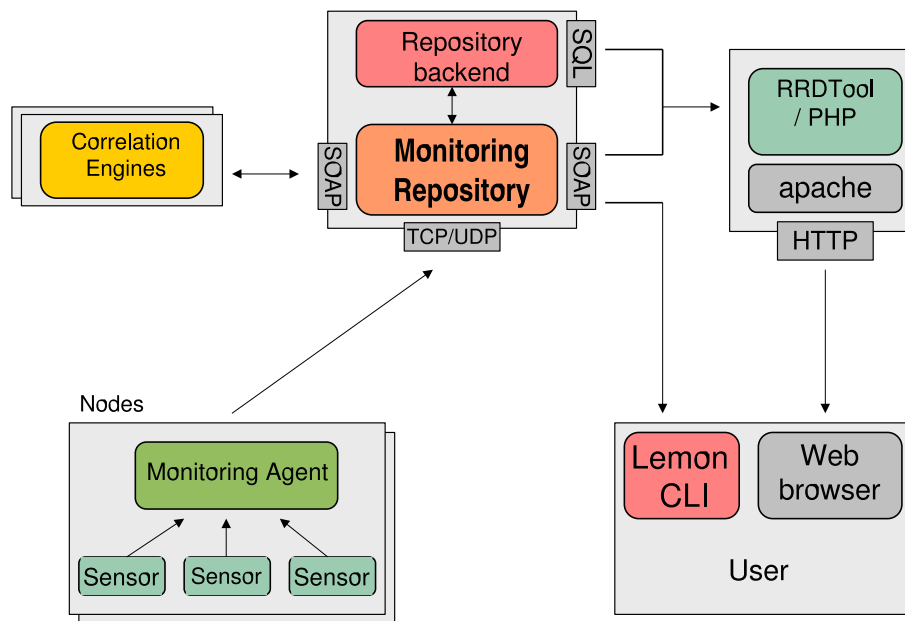 Repository
backend
SQL
Monitoring
Repository
SOAP
SOAP
TCP/UDP
Correlation
Engines
RRDTool
/ PHP
apache
HTTP
Nodes
Monitoring Agent
Sensor
Sensor
Sensor
Lemon
CLI
Web
browser
User